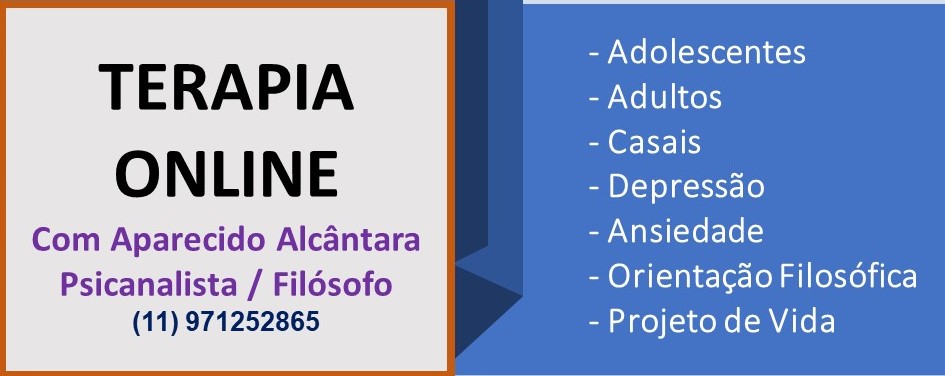 TERAPIA
ONLINE
Com Aparecido Alcântara
Psicanalista / Filósofo
(11) 971252865
- Adolescentes
- Adultos
- Casais
- Depressão
- Ansiedade
- Orientação Filosófica
- Projeto de Vida